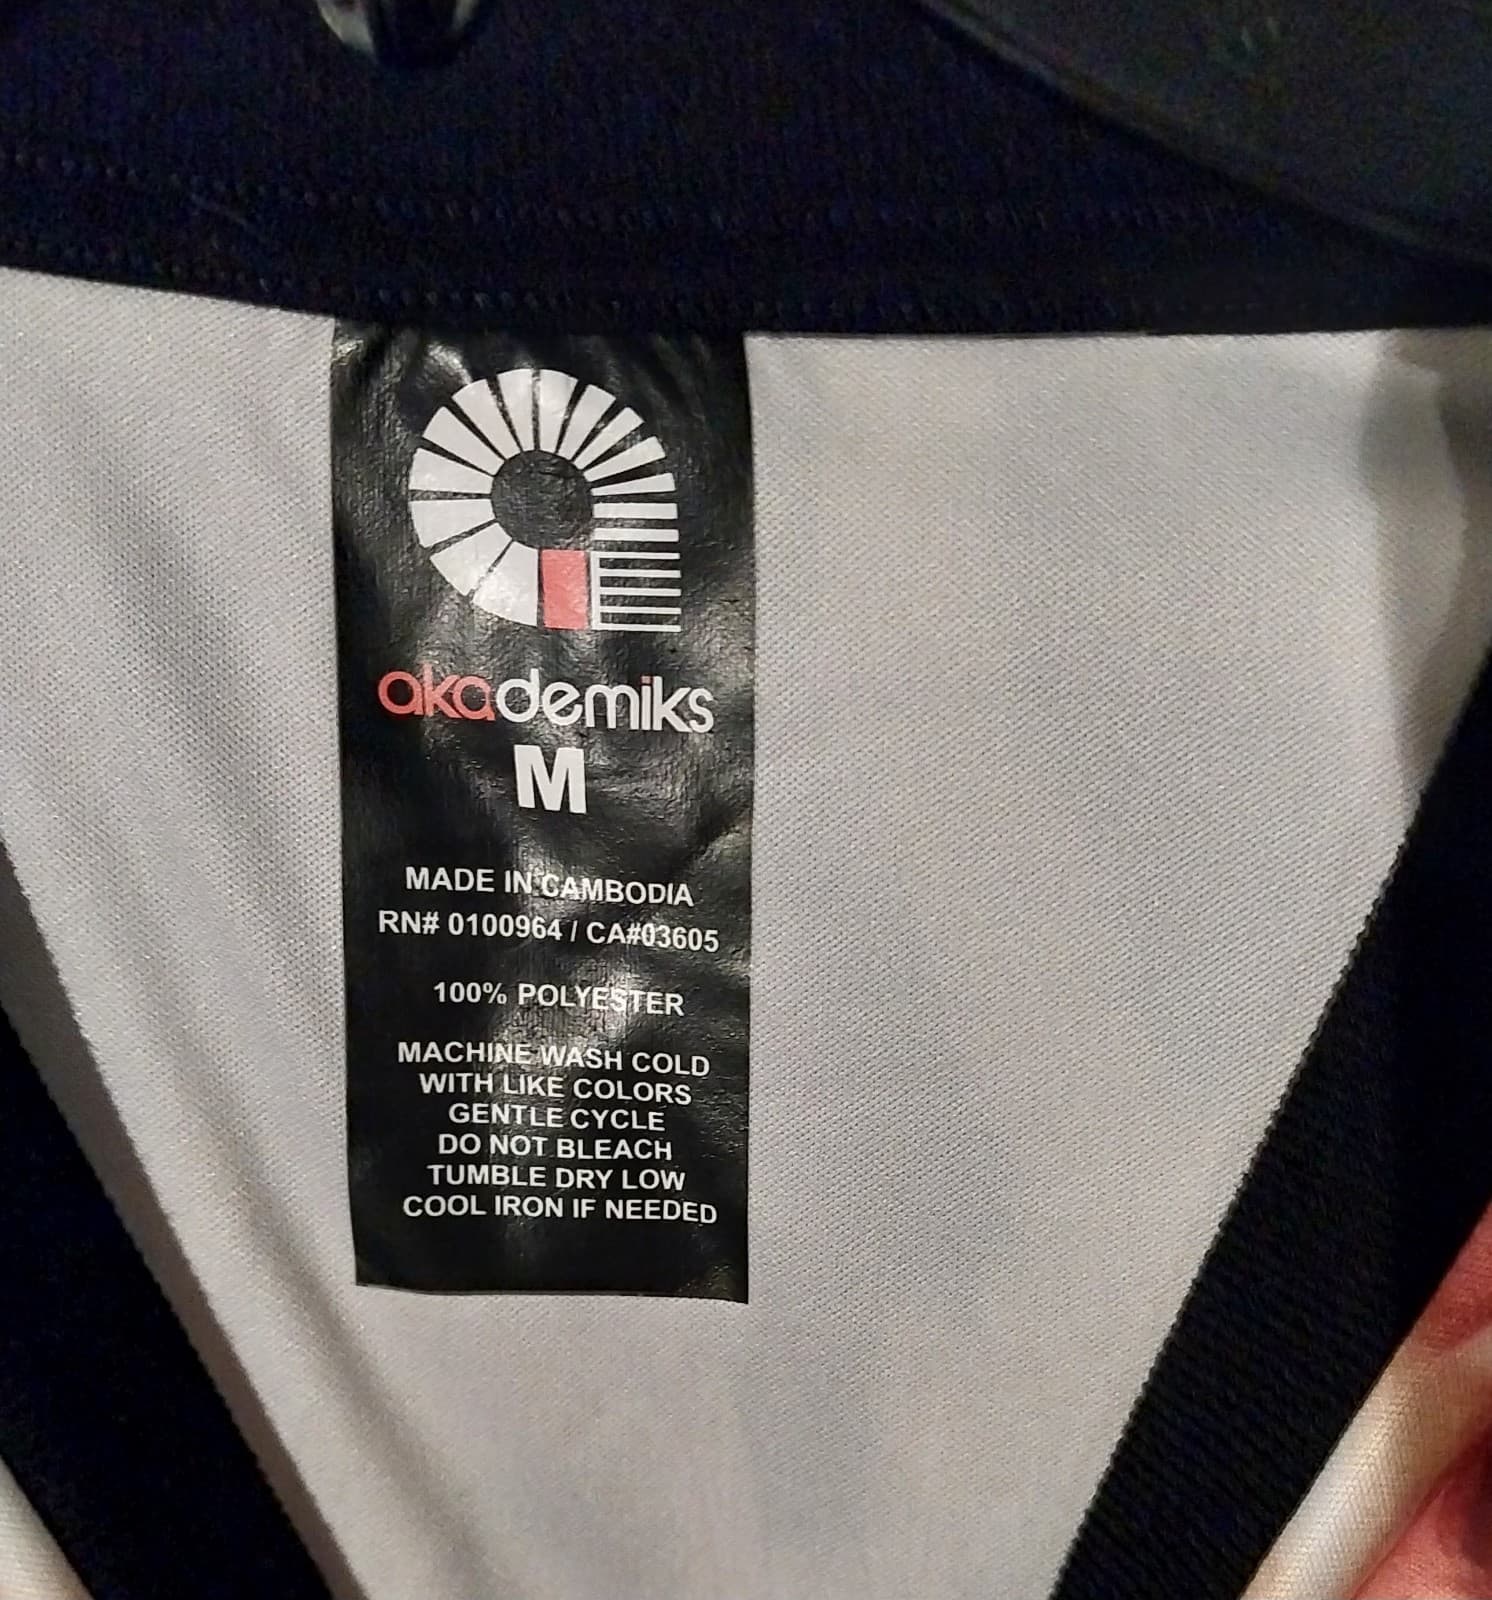 akademiks
M
MADE IN CAMBODIA
RN# 0100964 / CA#03605
100% POLYESTER
MACHINE WASH COLD
WITH LIKE COLORS
GENTLE CYCLE
DO NOT BLEACH
TUMBLE DRY LOW
COOL IRON IF NEEDED